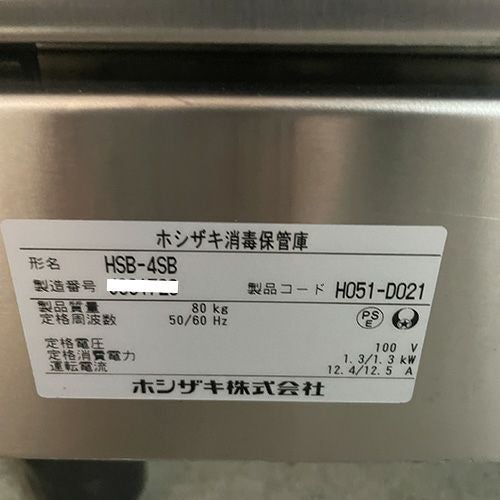 ホシザキ消毒保管庫
形名 HSB-4SB
製造番号
製品コード H051-D021
製品質量 80 kg
定格周波数 50/60 Hz
PS
E
定格電圧 100 V
定格消費電力 1.3/1.3 kW
運転電流 12.4/12.5 A
ホシザキ株式会社